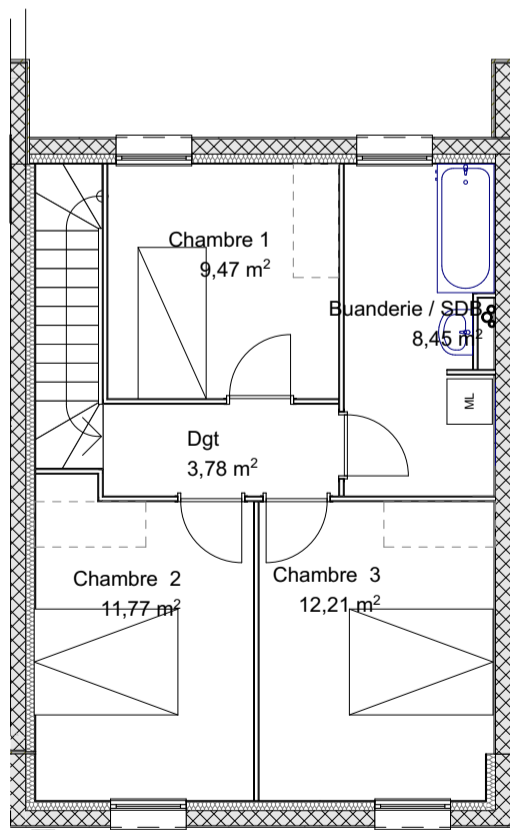 Chambre 1
9,47 m²
Buanderie / SDB
8,45 m²
ML
Dgt
3,78 m²
Chambre 2
11,77 m²
Chambre 3
12,21 m²